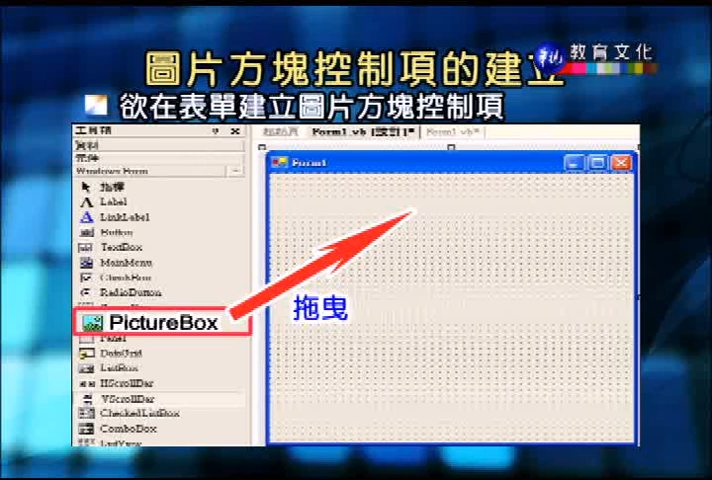 圖片方塊控制項的建立
華視 教育文化
欲在表單建立圖片方塊控制項
工具箱
起始頁 Form1.vb [設計]* Form1.vb*
資料
元件
Windows Form
Form1
指標
Label
LinkLabel
Button
TextBox
MainMenu
CheckBox
RadioButton
PictureBox
拖曳
Panel
DataGrid
ListBox
HScrollBar
VScrollBar
CheckedListBox
ComboBox
ListView